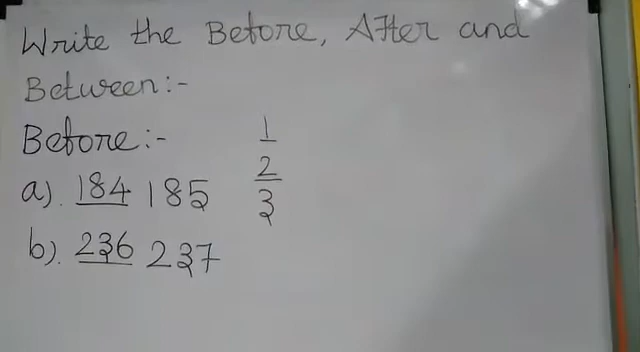 Write the Before, After and
Between:-
Before:-
a). 184 185
b). 236 237
1
2
3